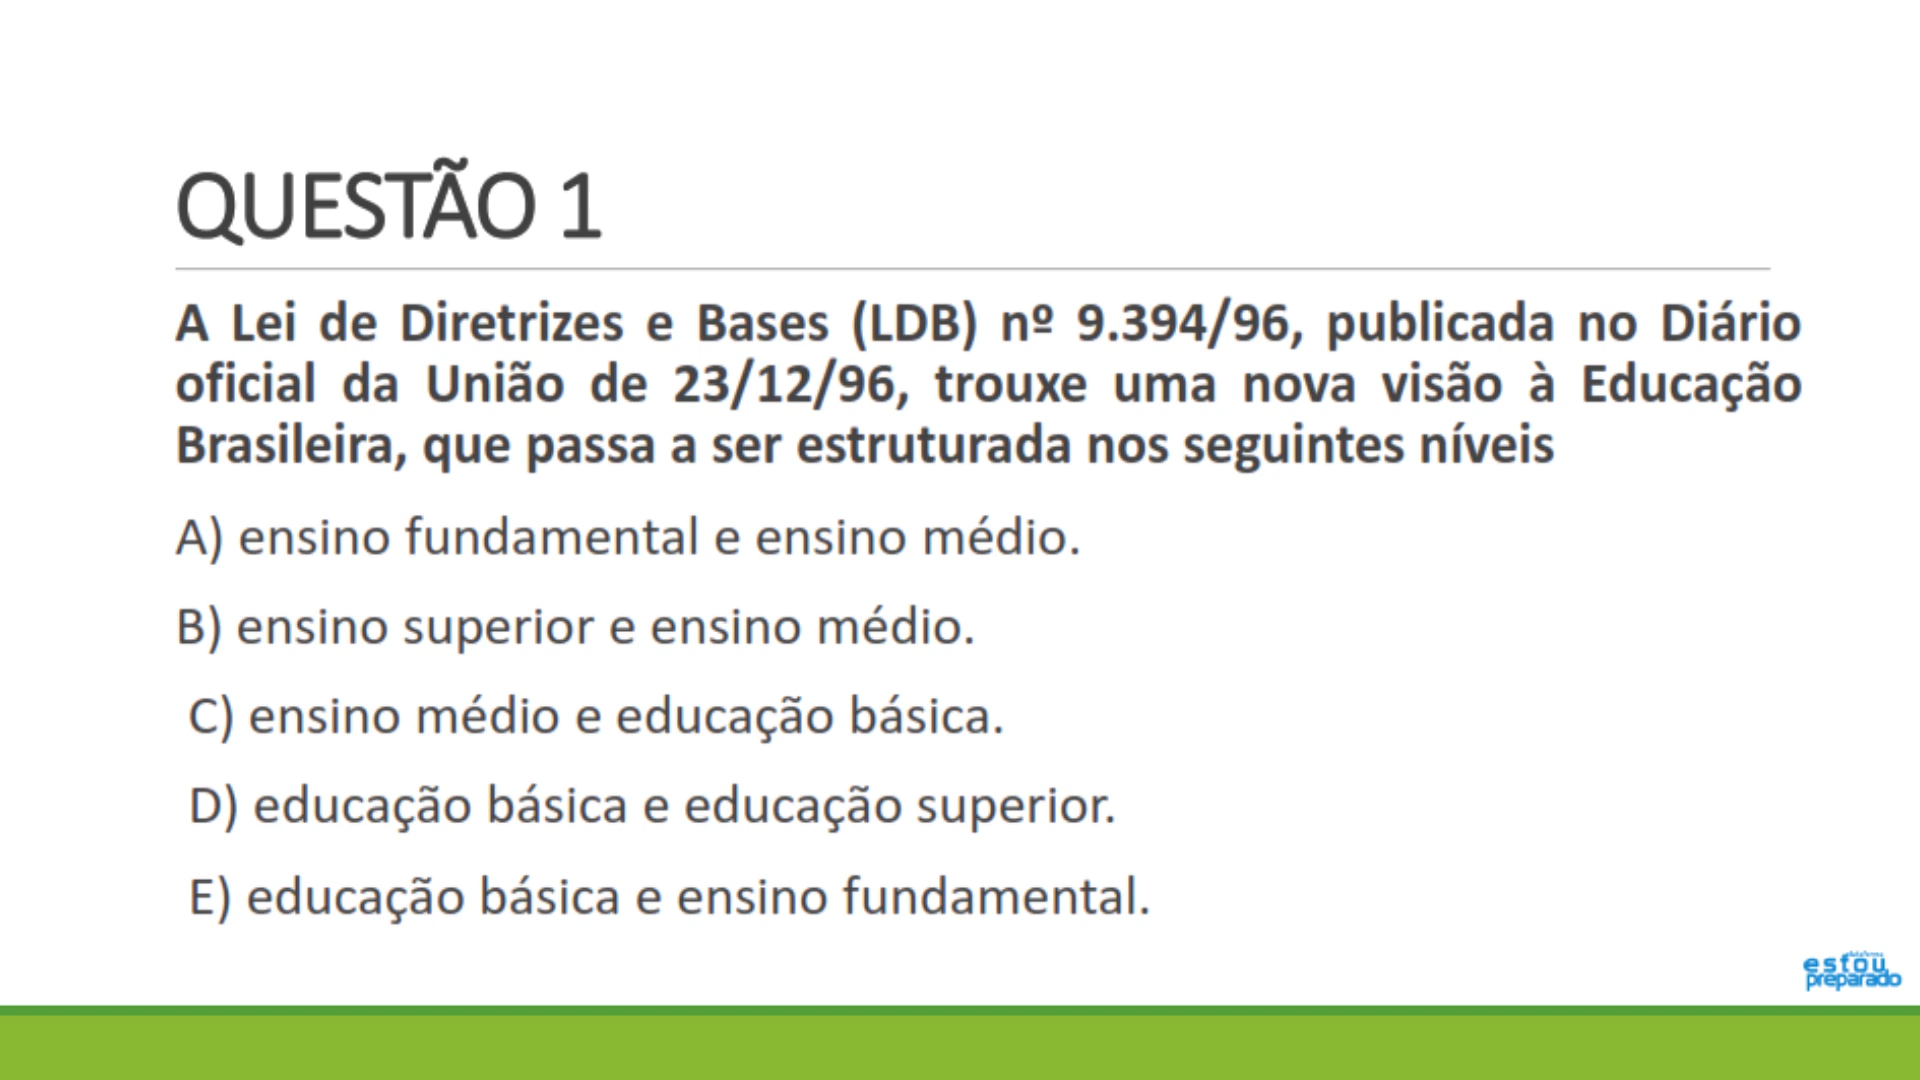 QUESTÃO 1
A Lei de Diretrizes e Bases (LDB) nº 9.394/96, publicada no Diário
oficial da União de 23/12/96, trouxe uma nova visão à Educação
Brasileira, que passa a ser estruturada nos seguintes níveis
A) ensino fundamental e ensino médio.
B) ensino superior e ensino médio.
C) ensino médio e educação básica.
D) educação básica e educação superior.
E) educação básica e ensino fundamental.
estou
preparado